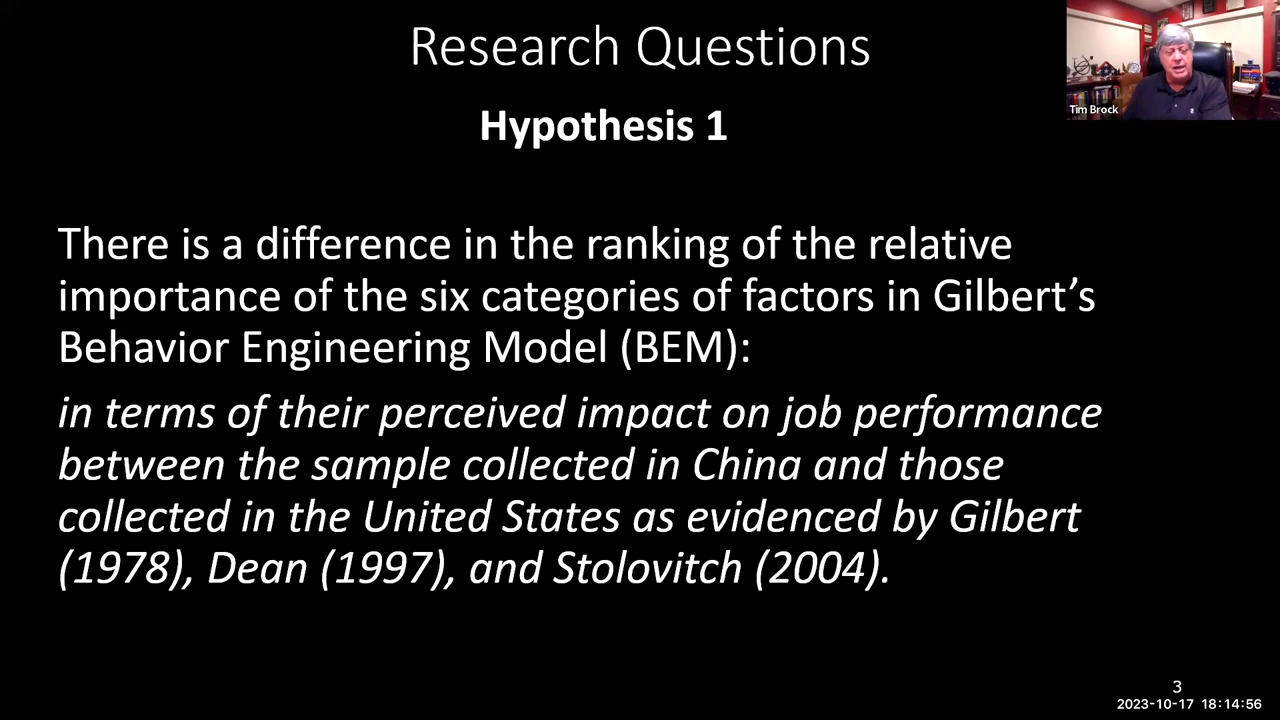 Research Questions
Tim Brock
Hypothesis 1
There is a difference in the ranking of the relative
importance of the six categories of factors in Gilbert’s
Behavior Engineering Model (BEM):
in terms of their perceived impact on job performance
between the sample collected in China and those
collected in the United States as evidenced by Gilbert
(1978), Dean (1997), and Stolovitch (2004).
3
2023-10-17 18:14:56